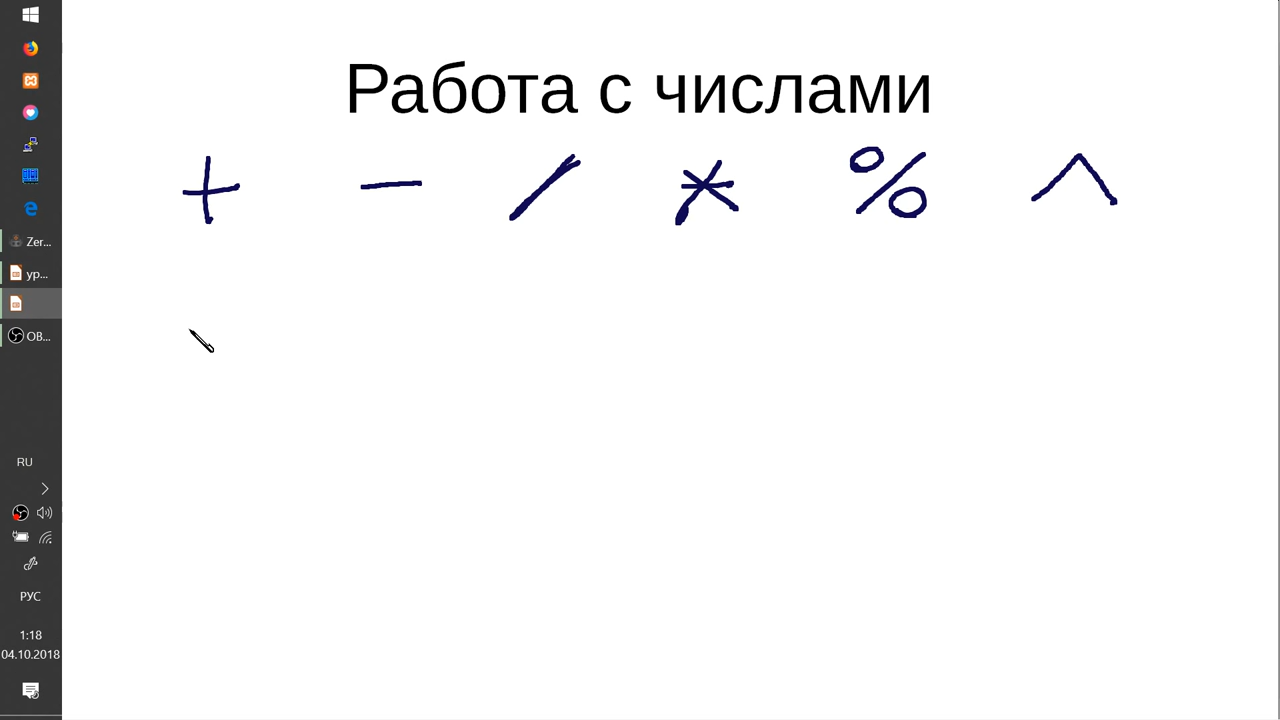 Работа с числами
+ - / * % ^
Zer...
ур...
OB...
RU
РУС
1:18
04.10.2018